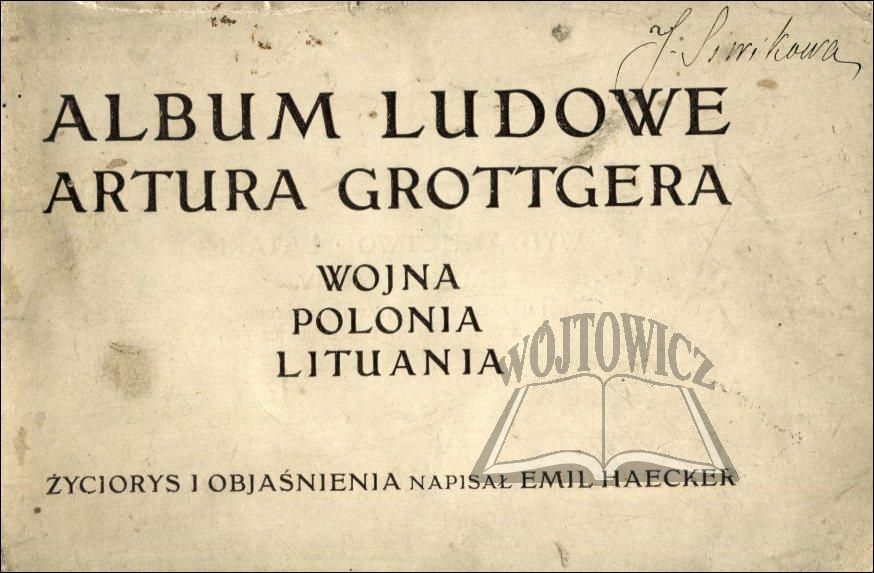 J. Siwikowa
ALBUM LUDOWE
ARTURA GROTTGERA
WOJNA
POLONIA
LITUANIA
WÓJTOWICZ
ŻYCIORYS I OBJAŚNIENIA NAPISAŁ EMIL HAECKER